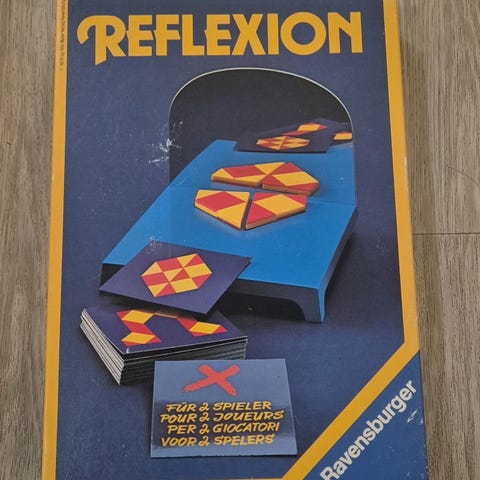 REFLEXION
FÜR 2 SPIELER
POUR 2 JOUEURS
PER 2 GIOCATORI
VOOR 2 SPELERS
Ravensburger